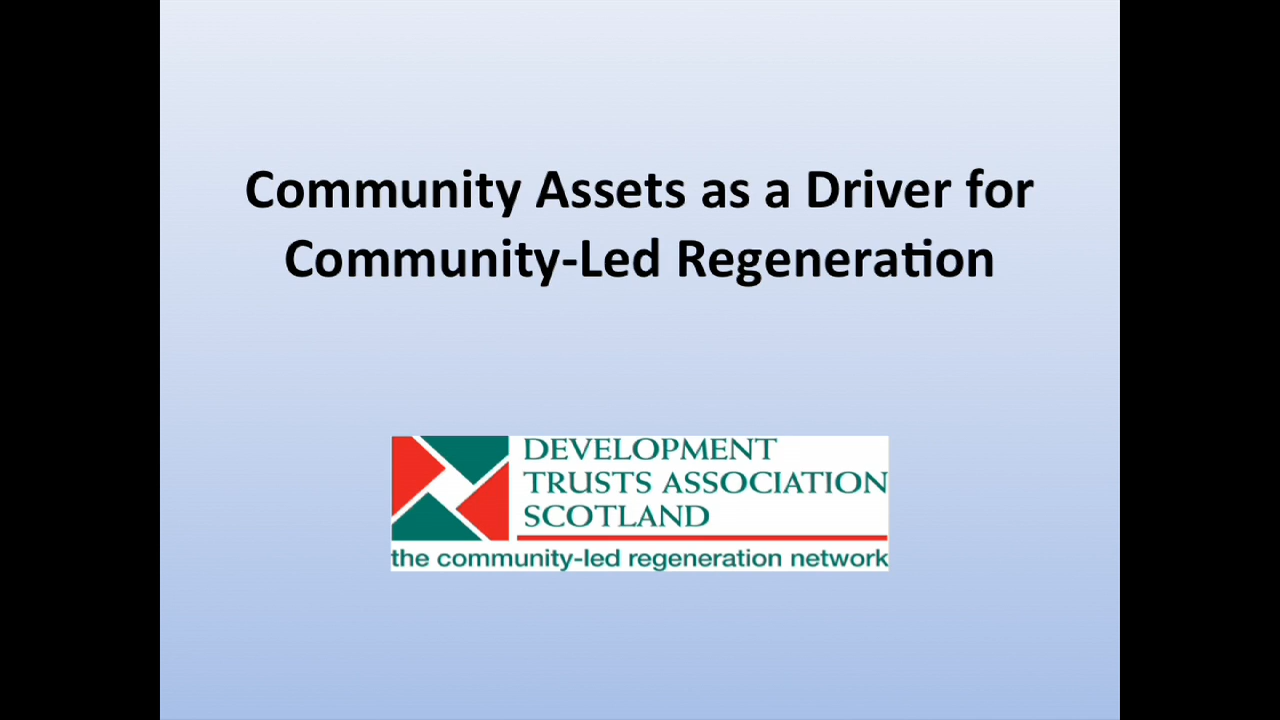 Community Assets as a Driver for
Community-Led Regeneration
DEVELOPMENT
TRUSTS ASSOCIATION
SCOTLAND
the community-led regeneration network